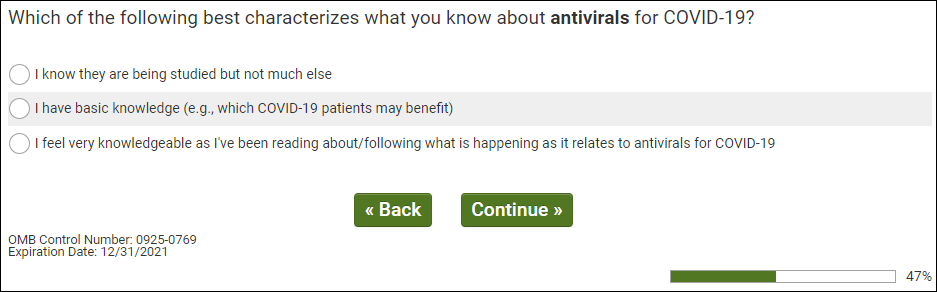 Which of the following best characterizes what you know about antivirals for COVID-19?
I know they are being studied but not much else
I have basic knowledge (e.g., which COVID-19 patients may benefit)
I feel very knowledgeable as I've been reading about/following what is happening as it relates to antivirals for COVID-19
« Back Continue »
OMB Control Number: 0925-0769
Expiration Date: 12/31/2021
47%